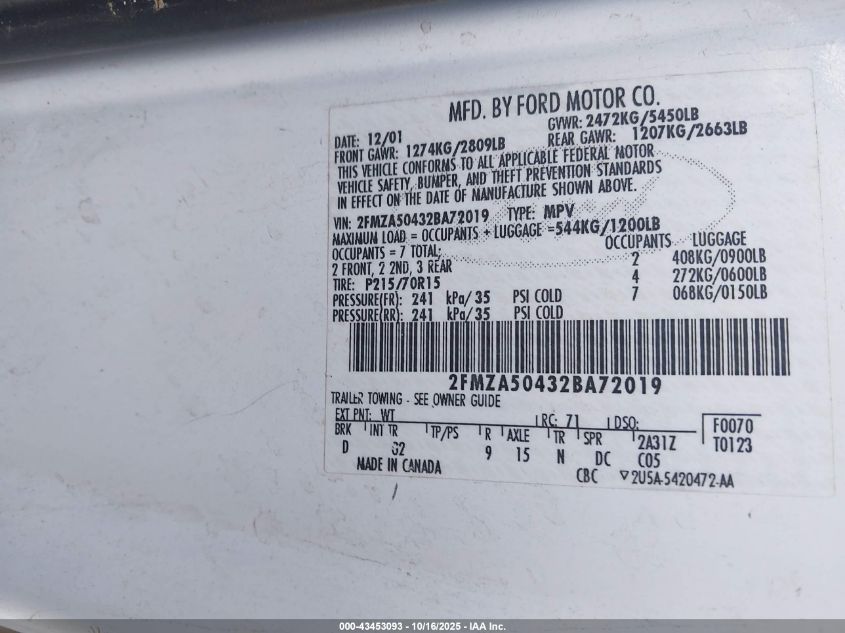 MFD. BY FORD MOTOR CO.
DATE: 12/01 GVWR: 2472KG/5450LB
FRONT GAWR: 1274KG/2809LB REAR GAWR: 1207KG/2663LB
THIS VEHICLE CONFORMS TO ALL APPLICABLE FEDERAL MOTOR
VEHICLE SAFETY, BUMPER, AND THEFT PREVENTION STANDARDS
IN EFFECT ON THE DATE OF MANUFACTURE SHOWN ABOVE.
VIN: 2FMZA50432BA72019 TYPE: MPV
MAXIMUM LOAD = OCCUPANTS + LUGGAGE =544KG/1200LB
OCCUPANTS = 7 TOTAL; OCCUPANTS LUGGAGE
2 FRONT, 2 2ND, 3 REAR 2 408KG/0900LB
TIRE: P215/70R15 4 272KG/0600LB
PRESSURE(FR): 241 kPa/35 PSI COLD 7 068KG/0150LB
PRESSURE(RR): 241 kPa/35 PSI COLD
2FMZA50432BA72019
TRAILER TOWING - SEE OWNER GUIDE
EXT PNT: WT RC: 71 DSO: F0070
BRK INT TR TP/PS R AXLE TR SPR 2A31Z T0123
D G2 9 15 N DC C05
MADE IN CANADA CBC ▽2U5A-5420472-AA
000-43453093 - 10/16/2025 - IAA Inc.